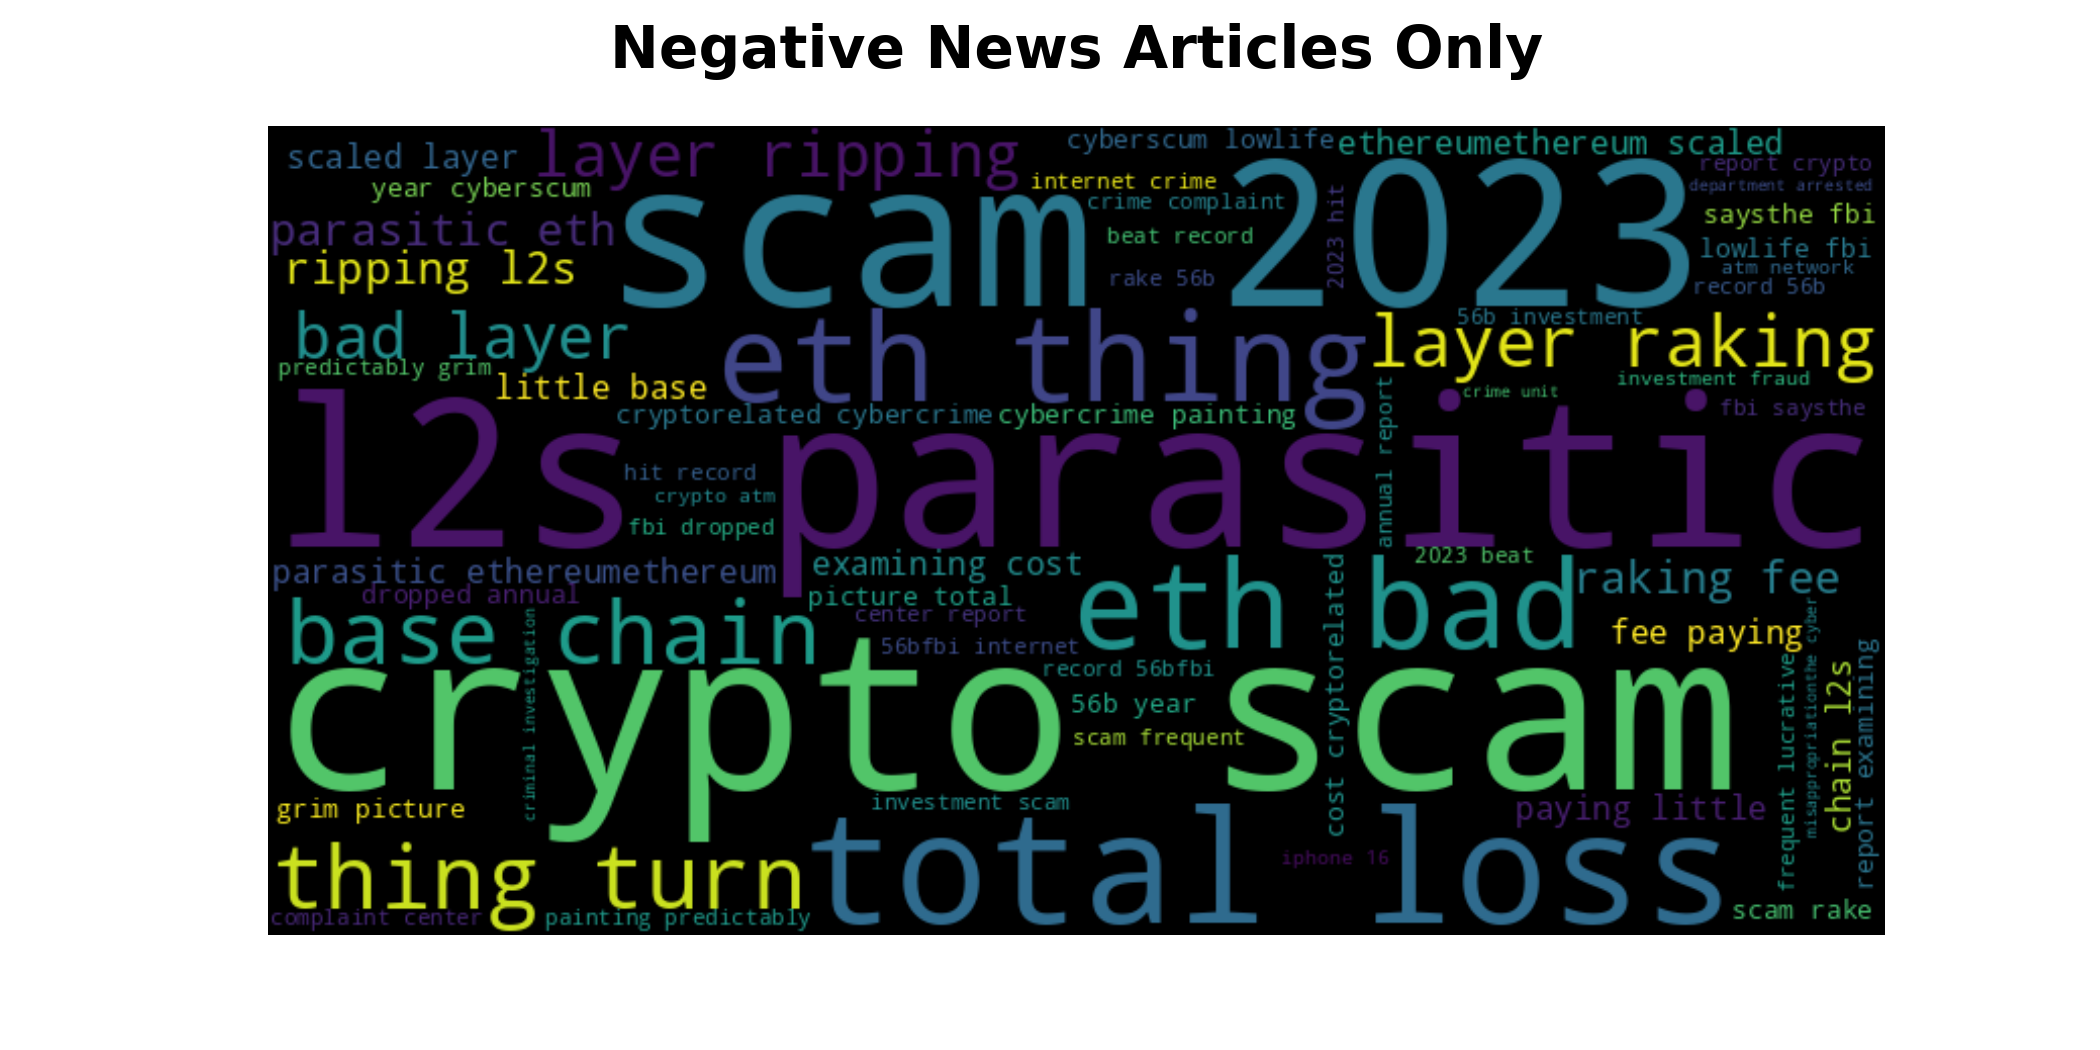 Negative News Articles Only
scaled layer
layer ripping
cyberscum lowlife
ethereumethereum scaled
year cyberscum
internet crime
report crypto
department arrested
parasitic eth
scam 2023
crime complaint
2023 hit
saysthe fbi
beat record
lowlife fbi
ripping l2s
rake 56b
atm network
record 56b
bad layer
eth thing
56b investment
layer raking
predictably grim
little base
investment fraud
crime unit
cryptorelated cybercrime
cybercrime painting
annual report
fbi saysthe
l2s parasitic
hit record
crypto atm
fbi dropped
parasitic ethereumethereum
examining cost
2023 beat
raking fee
dropped annual
picture total
eth bad
base chain
center report
fee paying
56bfbi internet
criminal investigation
cost cryptorelated
record 56bfbi
crypto scam
56b year
scam frequent
frequent lucrative
misappropriationthe cyber
chain l2s
report examining
grim picture
investment scam
paying little
thing turn
total loss
iphone 16
complaint center
painting predictably
scam rake